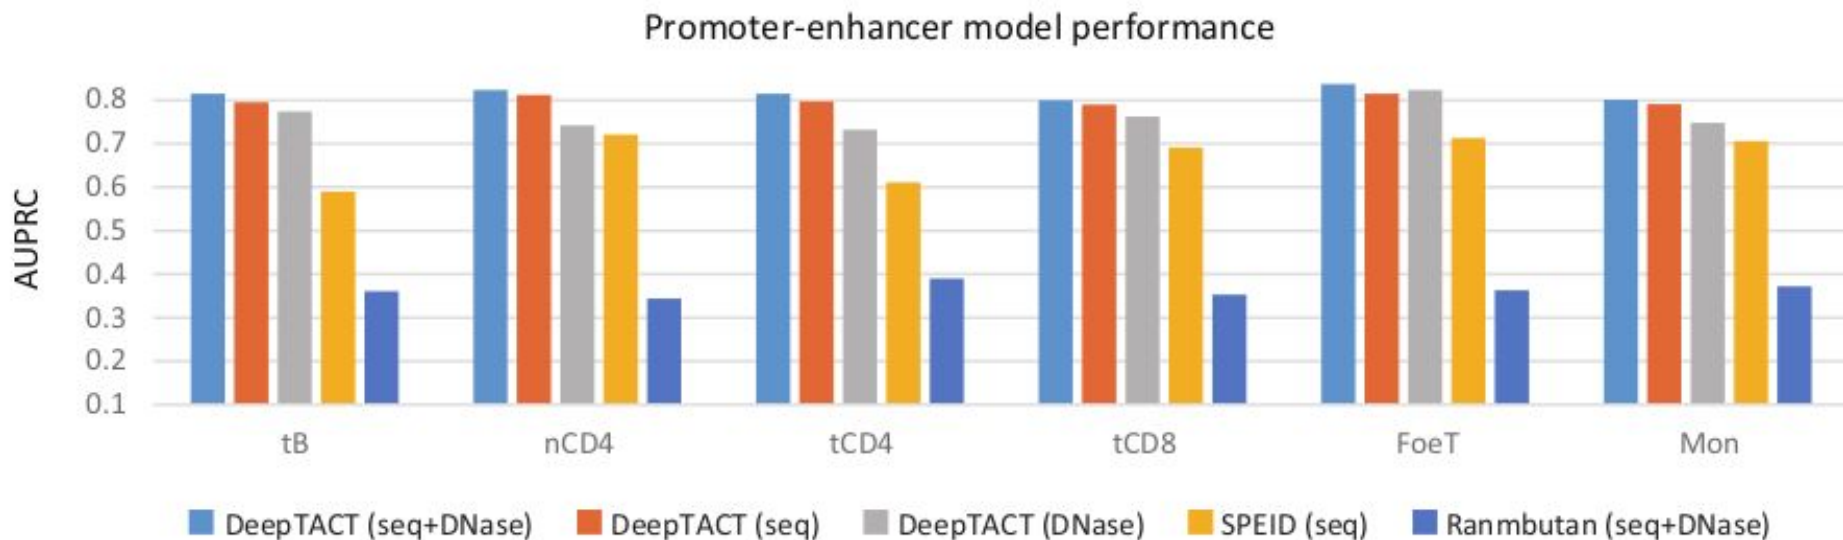 Promoter-enhancer model performance
AUPRC
0.8
0.7
0.6
0.5
0.4
0.3
0.2
0.1
tB nCD4 tCD4 tCD8 FoeT Mon
DeepTACT (seq+DNase) DeepTACT (seq) DeepTACT (DNase) SPEID (seq) Ranmbutan (seq+DNase)